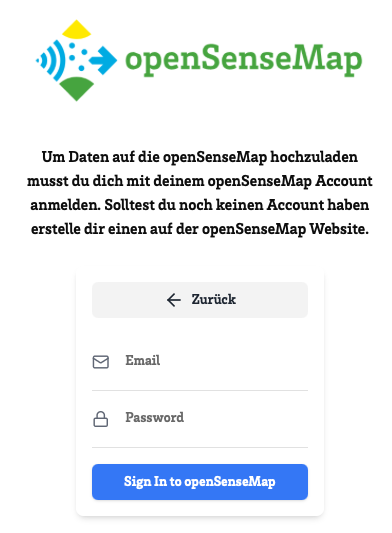 openSenseMap
Um Daten auf die openSenseMap hochzuladen
musst du dich mit deinem openSenseMap Account
anmelden. Solltest du noch keinen Account haben
erstelle dir einen auf der openSenseMap Website.
Zurück
Email
Password
Sign In to openSenseMap